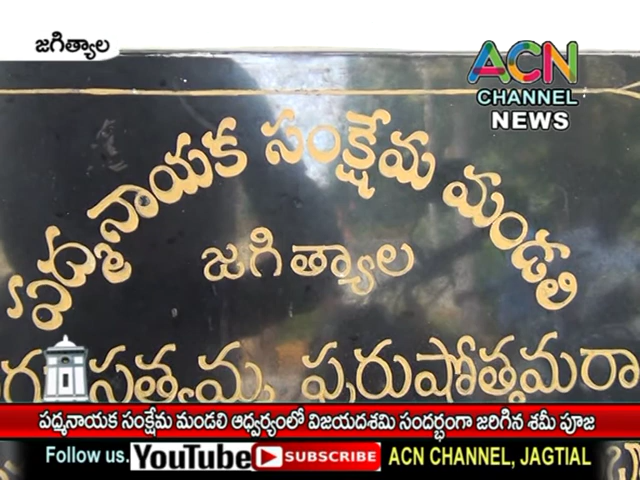 జగిత్యాల
ACN
CHANNEL
NEWS
పద్మనాయక సంక్షేమ మండలి
జగిత్యాల
సత్యమ్మ పురుషోత్తమరా
పద్మనాయక సంక్షేమ మండలి ఆధ్వర్యంలో విజయదశమి సందర్భంగా జరిగిన శమీ పూజ
Follow us. YouTube SUBSCRIBE ACN CHANNEL, JAGTIAL